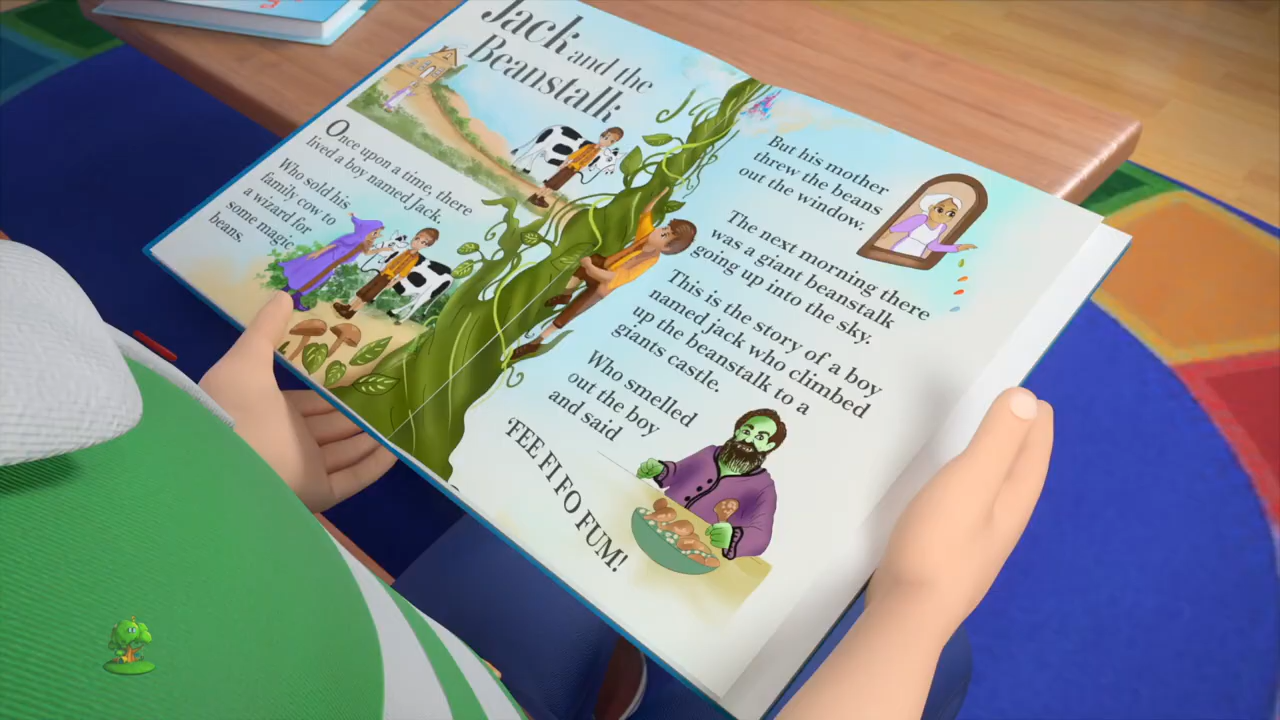 Jack and the
Beanstalk
Once upon a time, there
lived a boy named Jack.
Who sold his
family cow to
a wizard for
some magic
beans.
But his mother
threw the beans
out the window.
The next morning there
was a giant beanstalk
going up into the sky.
This is the story of a boy
named jack who climbed
up the beanstalk to a
giants castle.
Who smelled
out the boy
and said
'FEE FI FO FUM!